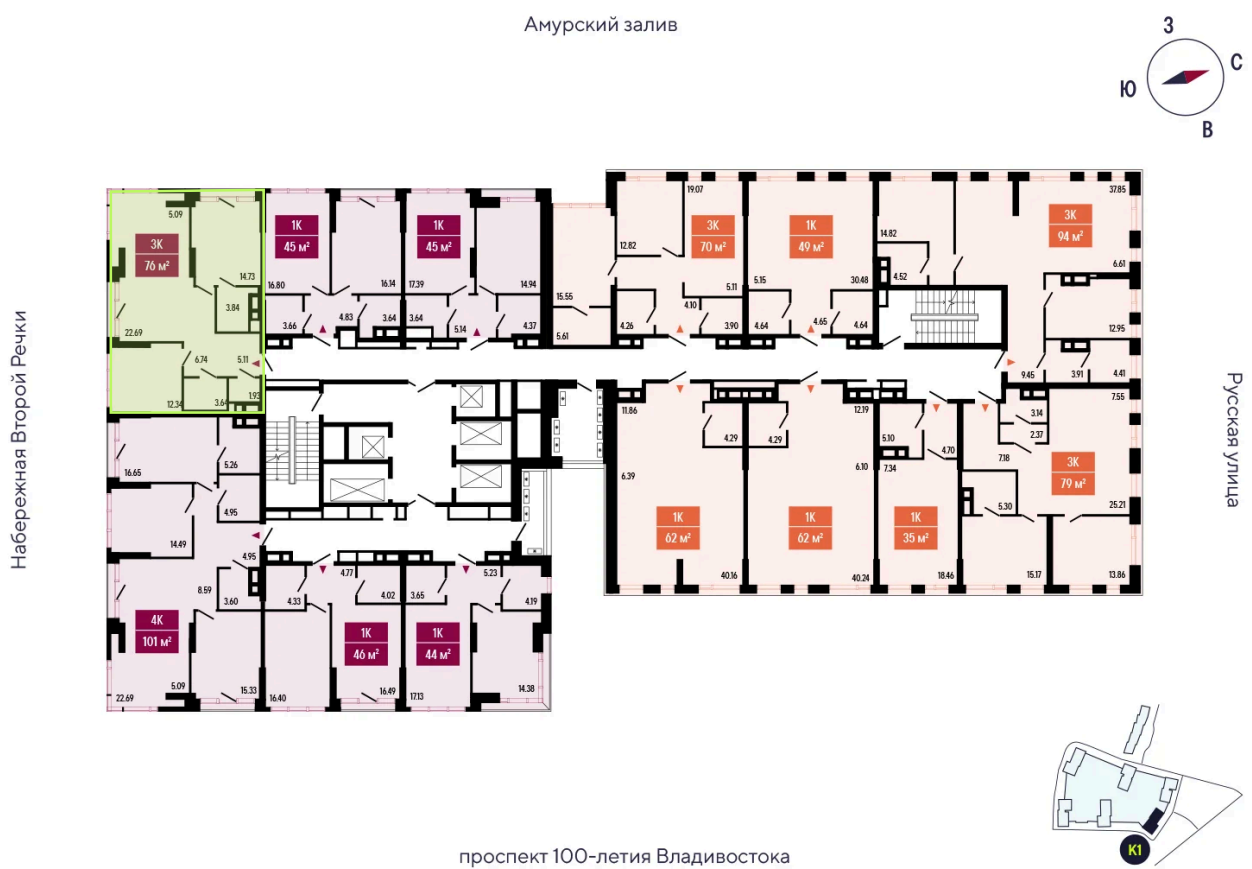 Амурский залив
З
С
Ю
В
Набережная Второй Речки
Русская улица
5.09
3К
76 м²
14.73
3.84
22.69
6.74
5.11
12.34
3.64
1.93
1К
45 м²
16.80
16.14
3.66
4.83
3.64
1К
45 м²
17.39
14.94
3.64
5.14
4.37
15.55
5.61
19.07
12.82
3К
70 м²
5.11
4.10
4.26
3.90
1К
49 м²
5.15
30.48
4.64
4.65
4.64
14.82
4.52
37.85
3К
94 м²
6.61
12.95
9.45
3.91
4.41
16.65
5.26
4.95
14.49
4.95
8.59
3.60
4К
101 м²
22.69
5.09
15.33
4.77
4.33
4.02
1К
46 м²
16.40
16.49
5.23
3.65
4.19
1К
44 м²
17.13
14.38
11.86
4.29
6.39
1К
62 м²
40.16
12.19
4.29
6.10
1К
62 м²
40.24
5.10
4.70
7.34
1К
35 м²
18.46
7.55
3.14
2.37
7.18
3К
79 м²
5.30
25.21
15.17
13.86
К1
проспект 100-летия Владивостока